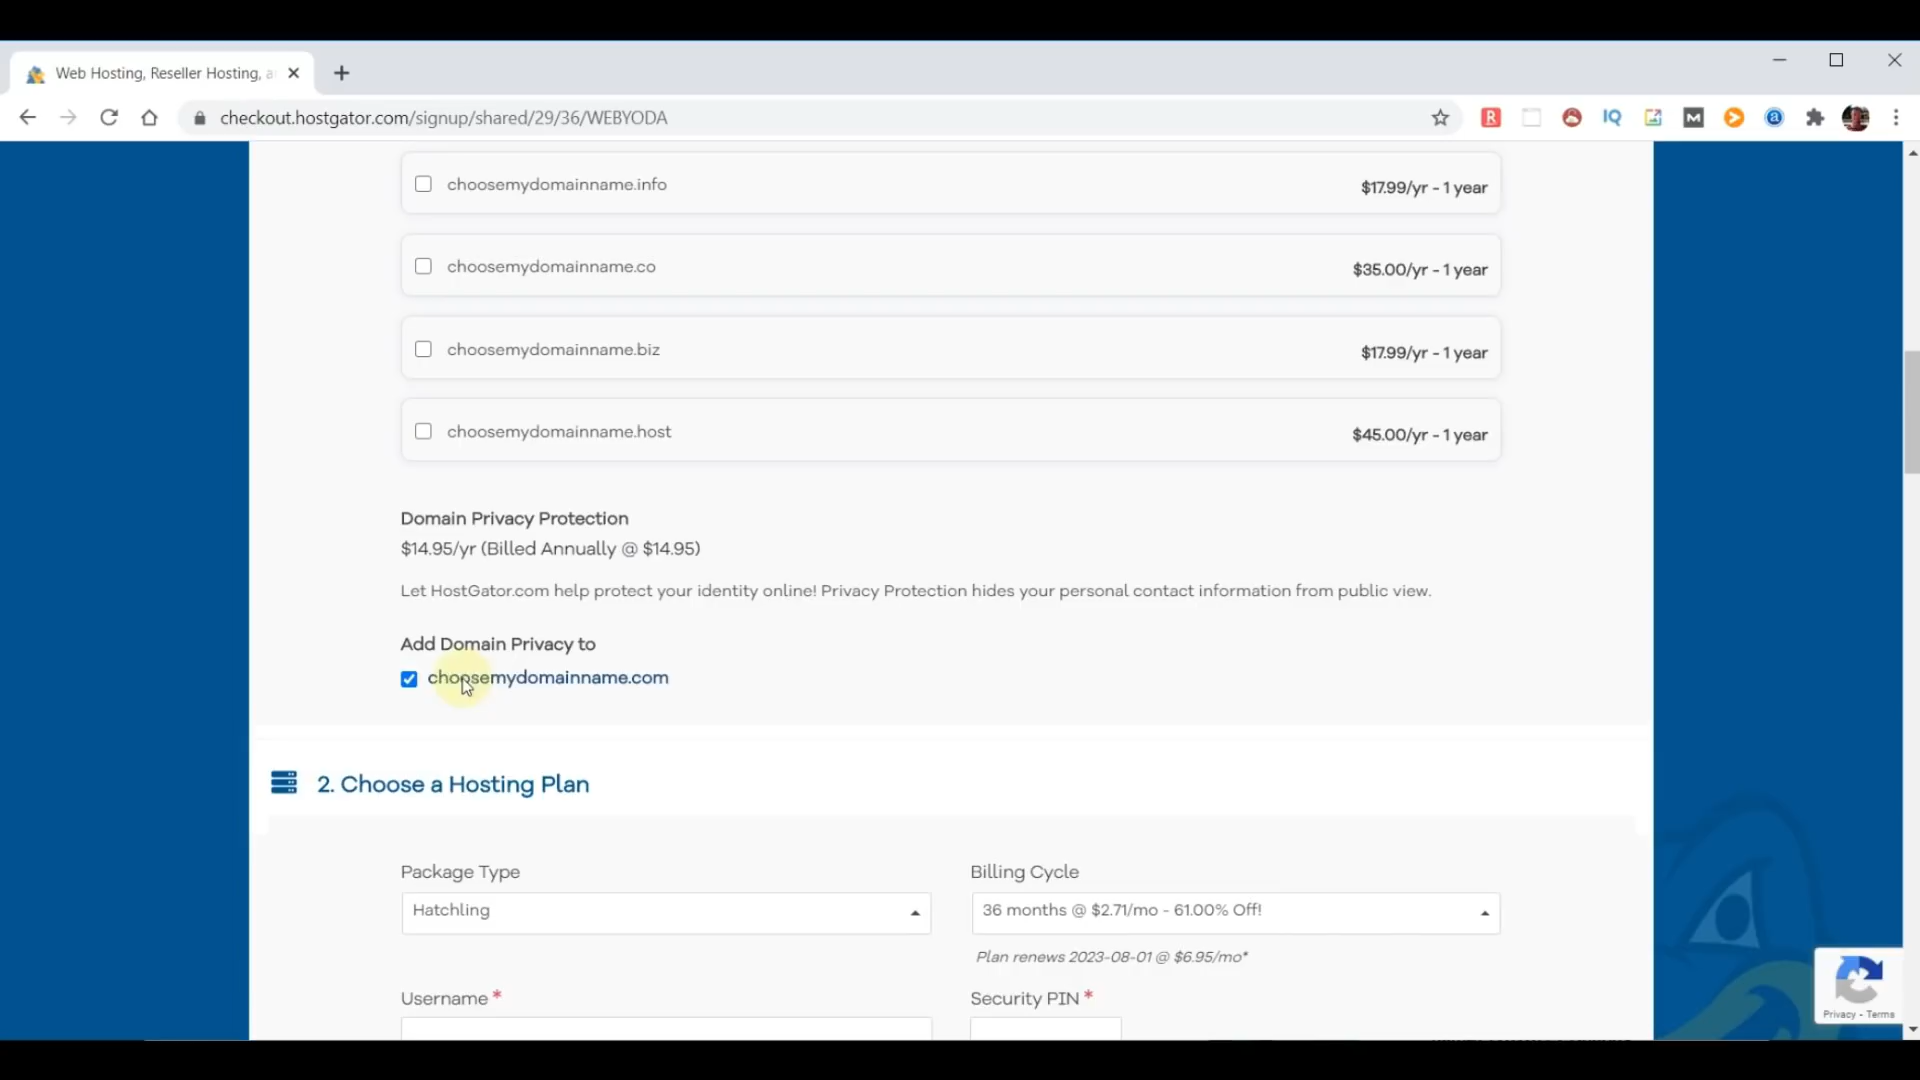 Web Hosting, Reseller Hosting, a
checkout.hostgator.com/signup/shared/29/36/WEBYODA
R
IQ
M
a
choosemydomainname.info $17.99/yr - 1 year
choosemydomainname.co $35.00/yr - 1 year
choosemydomainname.biz $17.99/yr - 1 year
choosemydomainname.host $45.00/yr - 1 year
Domain Privacy Protection
$14.95/yr (Billed Annually @ $14.95)
Let HostGator.com help protect your identity online! Privacy Protection hides your personal contact information from public view.
Add Domain Privacy to
choosemydomainname.com
2. Choose a Hosting Plan
Package Type Billing Cycle
Hatchling 36 months @ $2.71/mo - 61.00% Off!
Plan renews 2023-08-01 @ $6.95/mo*
Username * Security PIN *
Privacy - Terms